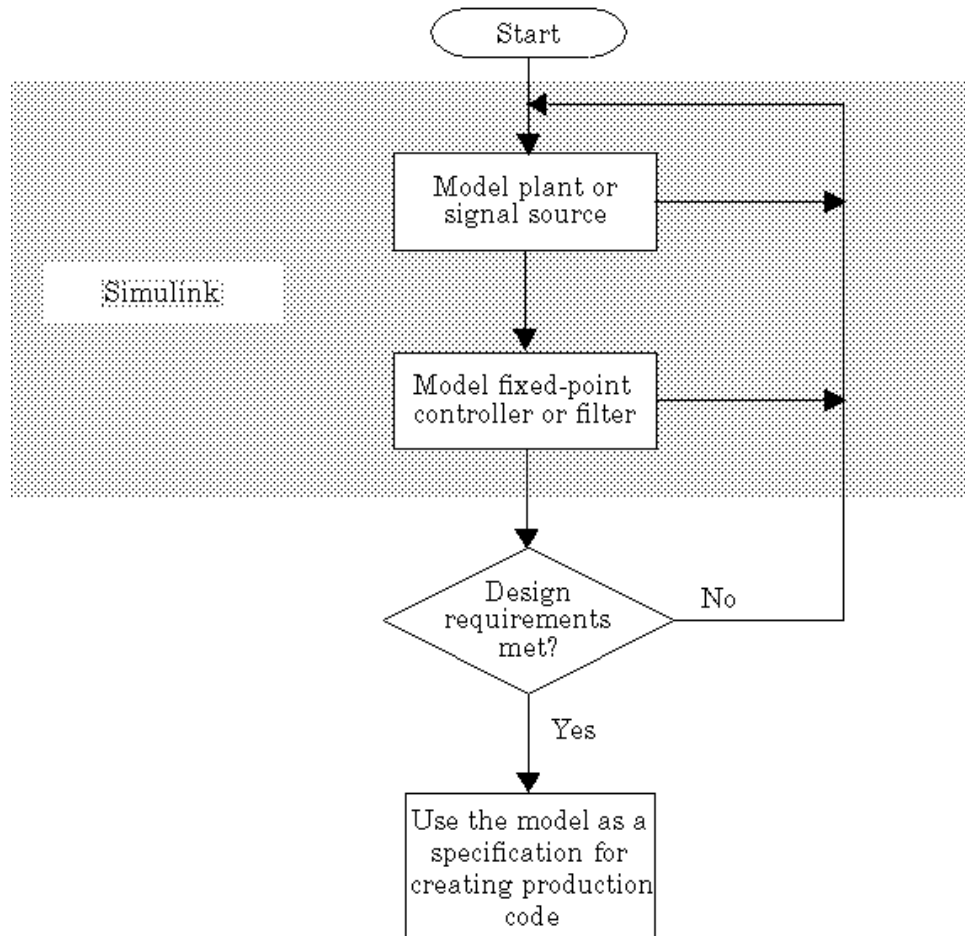 Start
Model plant or
signal source
Simulink
Model fixed-point
controller or filter
Design
requirements
met?
No
Yes
Use the model as a
specification for
creating production
code